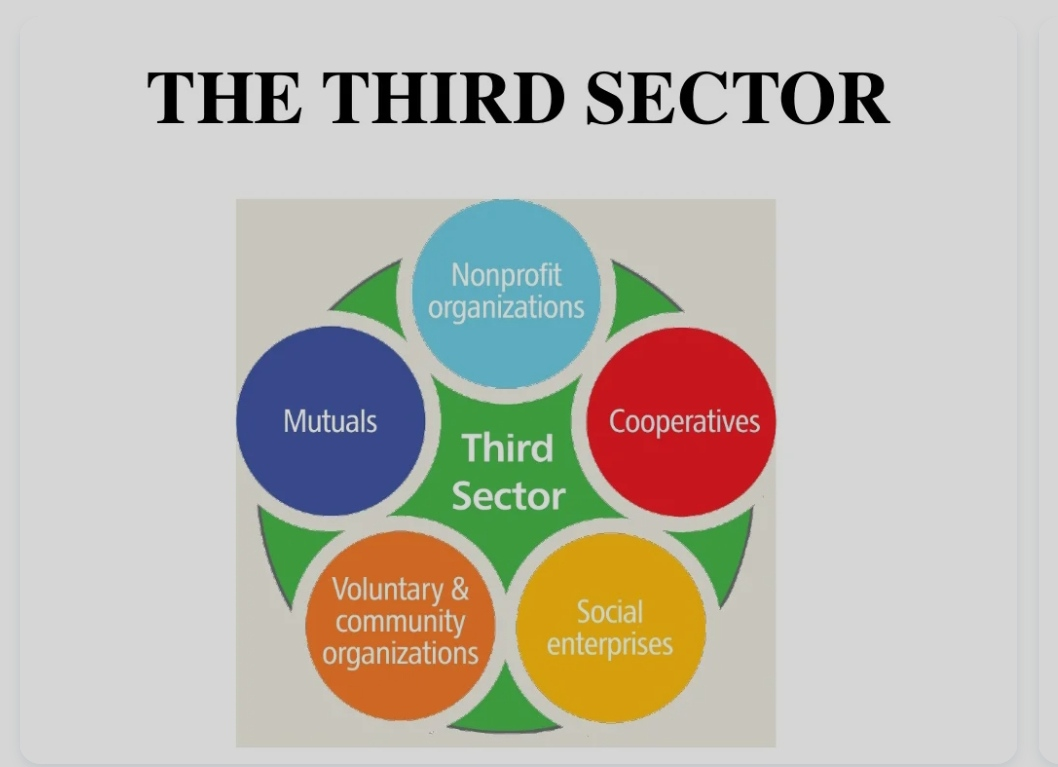 THE THIRD SECTOR
Nonprofit
organizations
Mutuals
Cooperatives
Third
Sector
Voluntary &
community
organizations
Social
enterprises